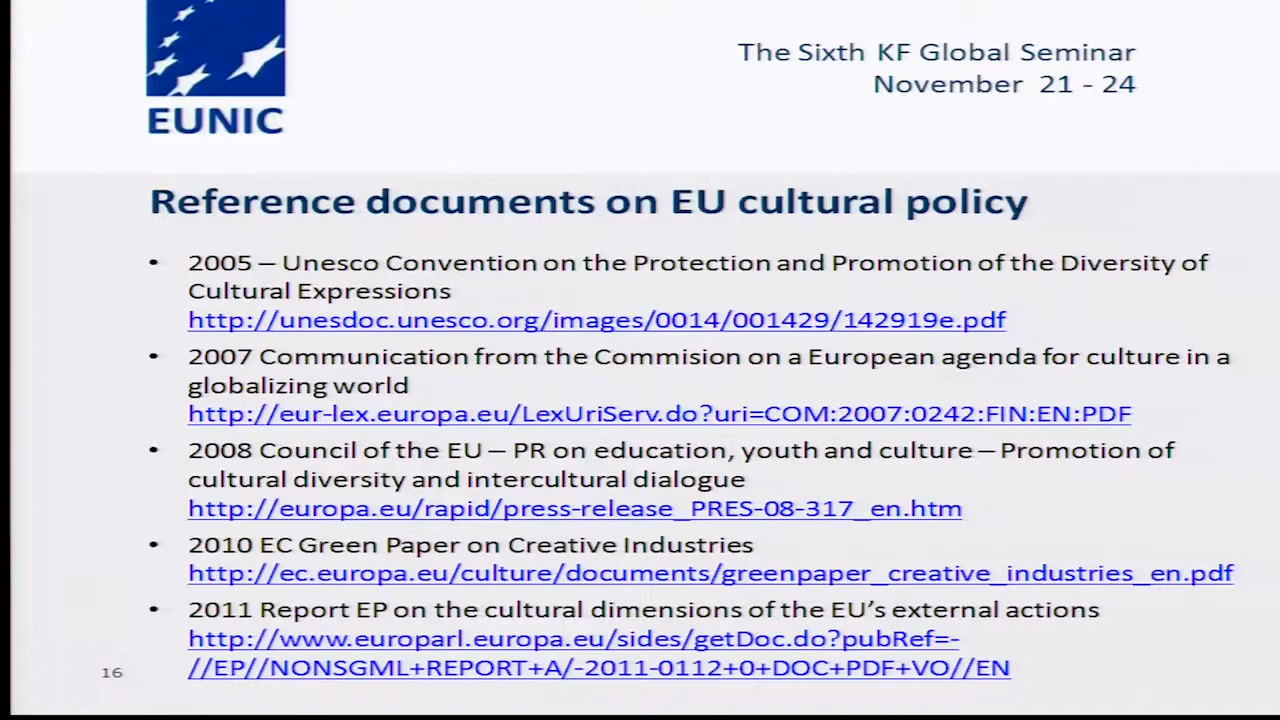 The Sixth KF Global Seminar
November 21 - 24
EUNIC
Reference documents on EU cultural policy
• 2005 – Unesco Convention on the Protection and Promotion of the Diversity of
Cultural Expressions
http://unesdoc.unesco.org/images/0014/001429/142919e.pdf
• 2007 Communication from the Commision on a European agenda for culture in a
globalizing world
http://eur-lex.europa.eu/LexUriServ.do?uri=COM:2007:0242:FIN:EN:PDF
• 2008 Council of the EU – PR on education, youth and culture – Promotion of
cultural diversity and intercultural dialogue
http://europa.eu/rapid/press-release_PRES-08-317_en.htm
• 2010 EC Green Paper on Creative Industries
http://ec.europa.eu/culture/documents/greenpaper_creative_industries_en.pdf
• 2011 Report EP on the cultural dimensions of the EU’s external actions
http://www.europarl.europa.eu/sides/getDoc.do?pubRef=-
//EP//NONSGML+REPORT+A/-2011-0112+0+DOC+PDF+VO//EN
16